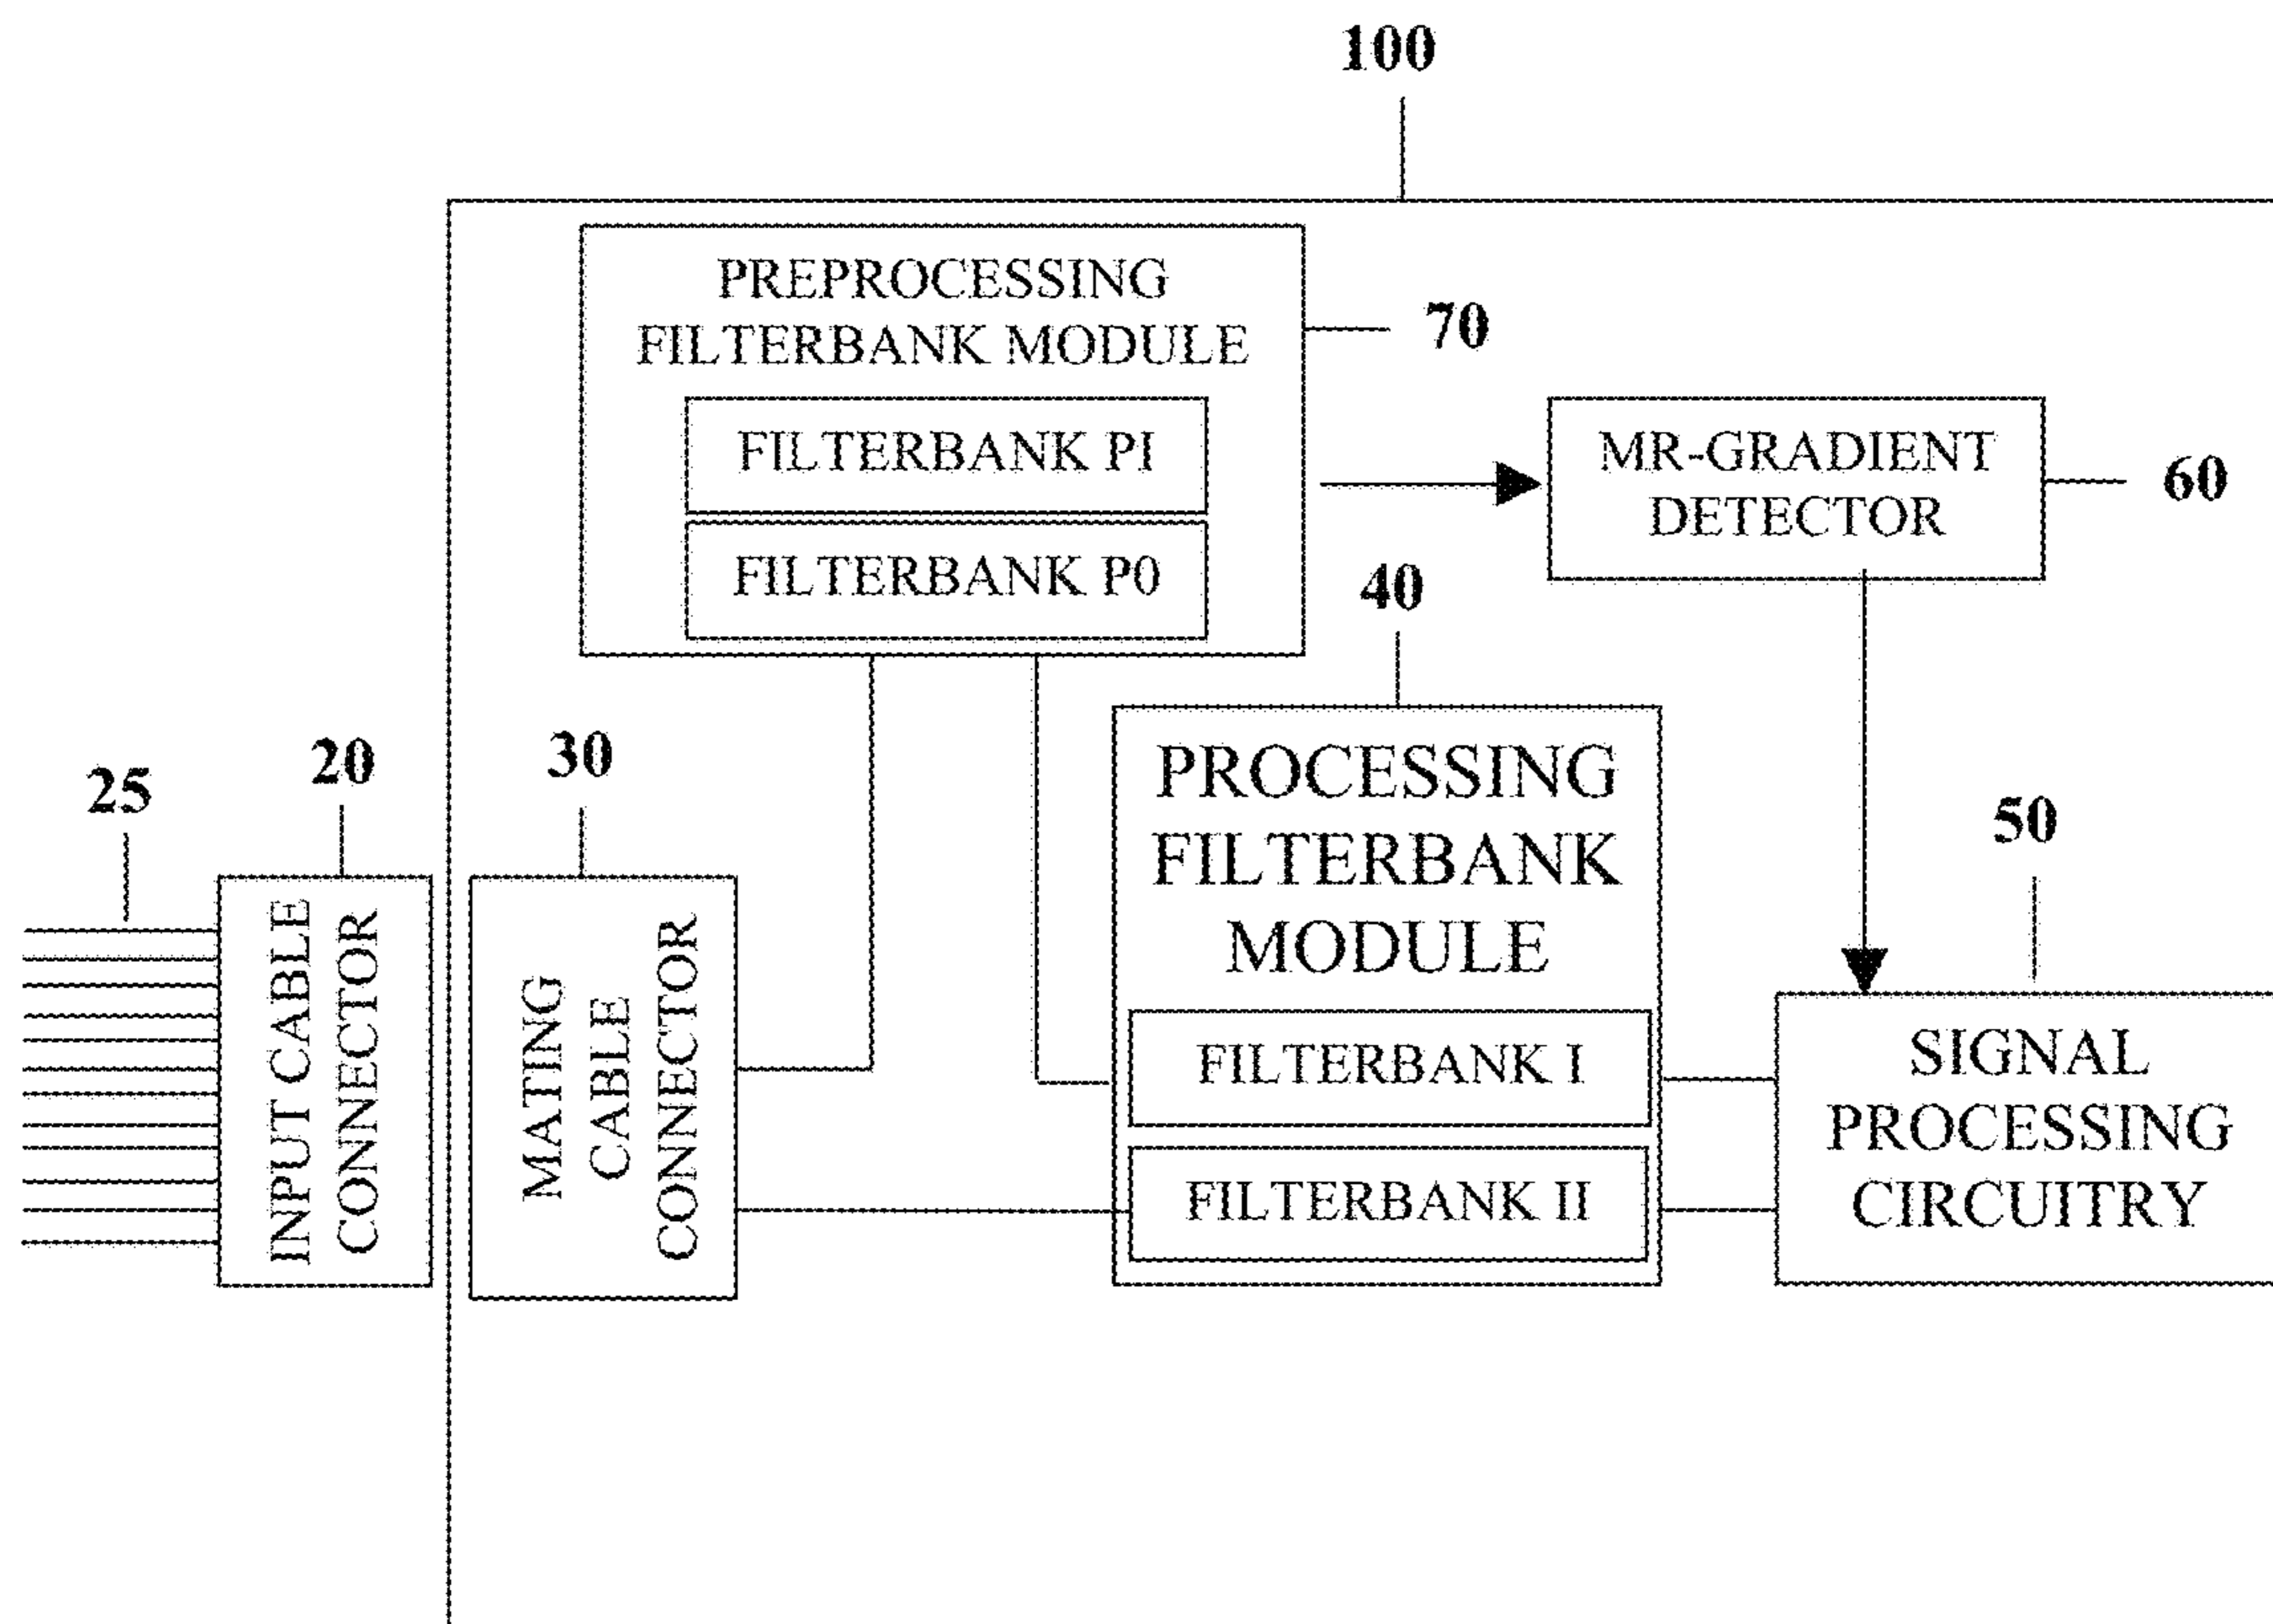 100
PREPROCESSING
FILTERBANK MODULE
70
FILTERBANK PI
FILTERBANK P0
MR-GRADIENT
DETECTOR
60
40
PROCESSING
FILTERBANK
MODULE
FILTERBANK I
FILTERBANK II
25
20
INPUT CABLE
CONNECTOR
30
MATING
CABLE
CONNECTOR
50
SIGNAL
PROCESSING
CIRCUITRY